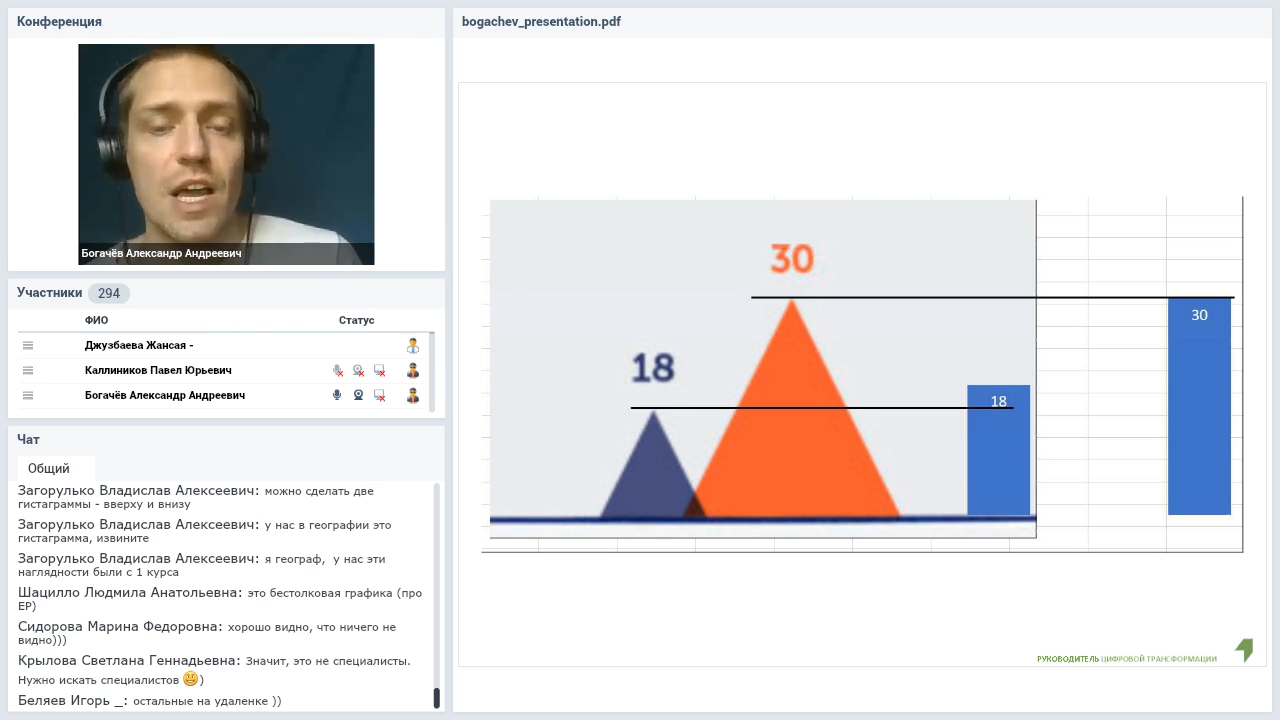 Конференция
Богачёв Александр Андреевич
Участники 294
ФИО Статус
Джузбаева Жансая -
Каллиников Павел Юрьевич
Богачёв Александр Андреевич
Чат
Общий
Загорулько Владислав Алексеевич: можно сделать две
гистаграммы - вверху и внизу
Загорулько Владислав Алексеевич: у нас в географии это
гистаграмма, извините
Загорулько Владислав Алексеевич: я географ, у нас эти
наглядности были с 1 курса
Шацилло Людмила Анатольевна: это бестолковая графика (про
ЕР)
Сидорова Марина Федоровна: хорошо видно, что ничего не
видно)))
Крылова Светлана Геннадьевна: Значит, это не специалисты.
Нужно искать специалистов )
Беляев Игорь _: остальные на удаленке ))
bogachev_presentation.pdf
30
18
18
30
РУКОВОДИТЕЛЬ ЦИФРОВОЙ ТРАНСФОРМАЦИИ